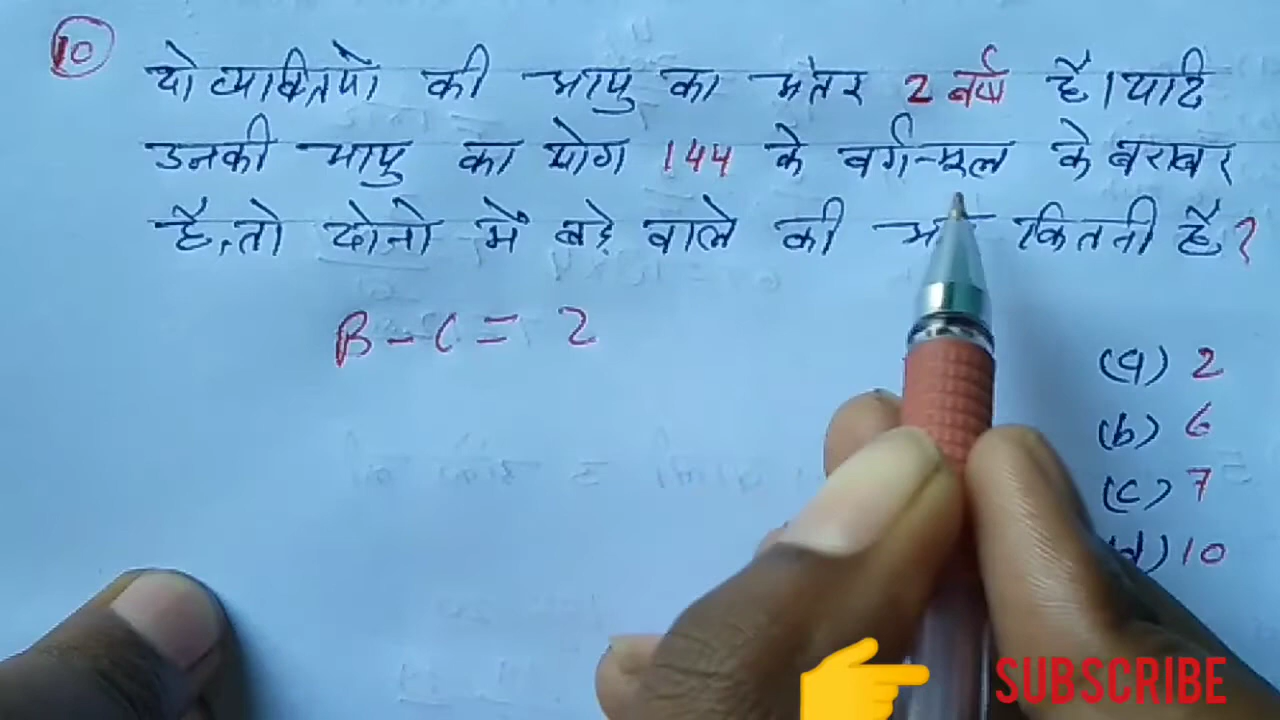 10
दो व्यक्तियो की आयु का अंतर 2 वर्ष है। यदि
उनकी आयु का योग 144 के वर्ग-मूल के बराबर
है, तो दोनो में बड़े वाले की कितनी है?
B - C = 2
(a) 2
(b) 6
(c) 7
10
SUBSCRIBE